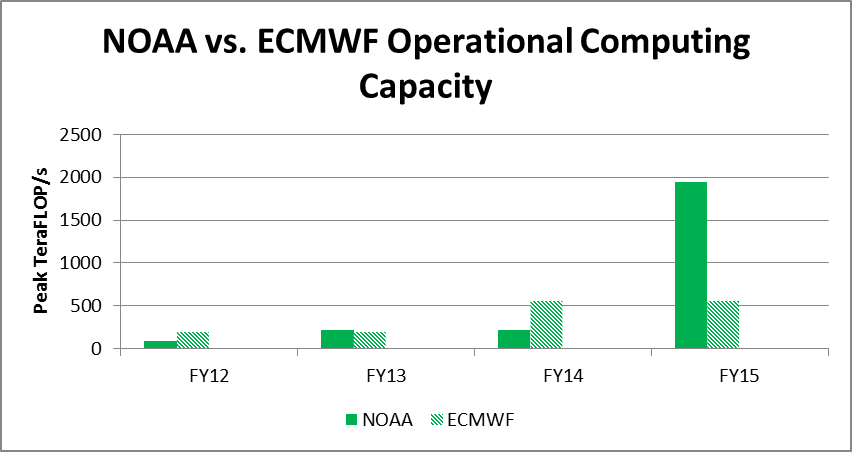 NOAA vs. ECMWF Operational Computing
Capacity
Peak TeraFLOP/s
2500
2000
1500
1000
500
0
FY12
FY13
FY14
FY15
NOAA
ECMWF